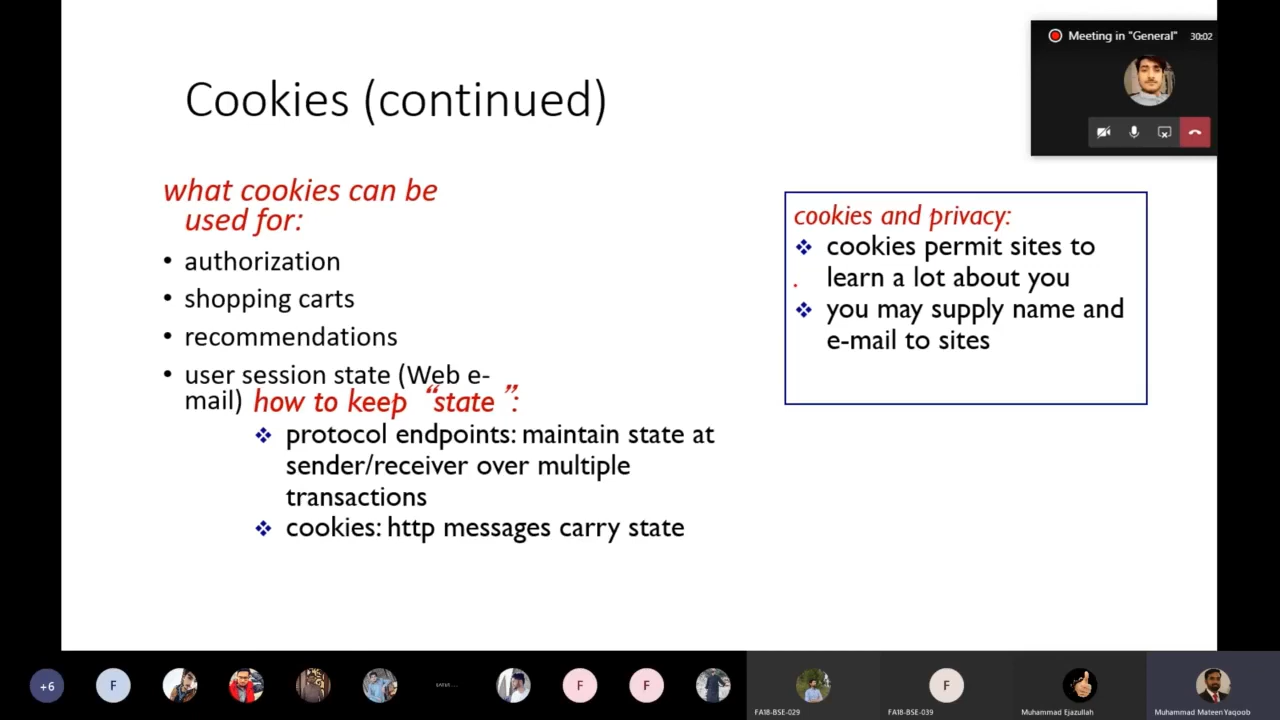 Meeting in "General" 30:02
Cookies (continued)
what cookies can be
used for:
• authorization
• shopping carts
• recommendations
• user session state (Web e-
mail)
how to keep “state”:
❖ protocol endpoints: maintain state at
sender/receiver over multiple
transactions
❖ cookies: http messages carry state
cookies and privacy:
❖ cookies permit sites to
learn a lot about you
❖ you may supply name and
e-mail to sites
+6
F
F
F
F
FA18-BSE-029
FA18-BSE-039
Muhammad Ejazullah
Muhammad Mateen Yaqoob